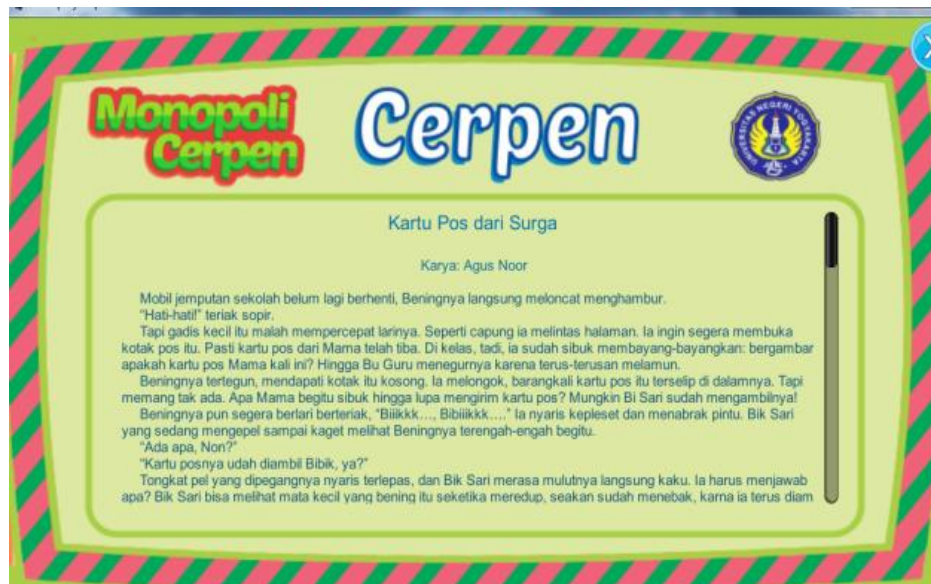 Monopoli
Cerpen
Cerpen
UNIVERSITAS NEGERI YOGYAKARTA
Kartu Pos dari Surga
Karya: Agus Noor
Mobil jemputan sekolah belum lagi berhenti, Beningnya langsung meloncat menghambur.
"Hati-hati!" teriak sopir.
Tapi gadis kecil itu malah mempercepat larinya. Seperti capung ia melintas halaman. Ia ingin segera membuka
kotak pos itu. Pasti kartu pos dari Mama telah tiba. Di kelas, tadi, ia sudah sibuk membayang-bayangkan: bergambar
apakah kartu pos Mama kali ini? Hingga Bu Guru menegurnya karena terus-terusan melamun.
Beningnya tertegun, mendapati kotak itu kosong. Ia melongok, barangkali kartu pos itu terselip di dalamnya. Tapi
memang tak ada. Apa Mama begitu sibuk hingga lupa mengirim kartu pos? Mungkin Bi Sari sudah mengambilnya!
Beningnya pun segera berlari berteriak, "Biiikkk…, Bibiiikkk…." Ia nyaris kepleset dan menabrak pintu. Bik Sari
yang sedang mengepel sampai kaget melihat Beningnya terengah-engah begitu.
"Ada apa, Non?"
"Kartu posnya udah diambil Bibik, ya?"
Tongkat pel yang dipegangnya nyaris terlepas, dan Bik Sari merasa mulutnya langsung kaku. Ia harus menjawab
apa? Bik Sari bisa melihat mata kecil yang bening itu seketika meredup, seakan sudah menebak, karna ia terus diam